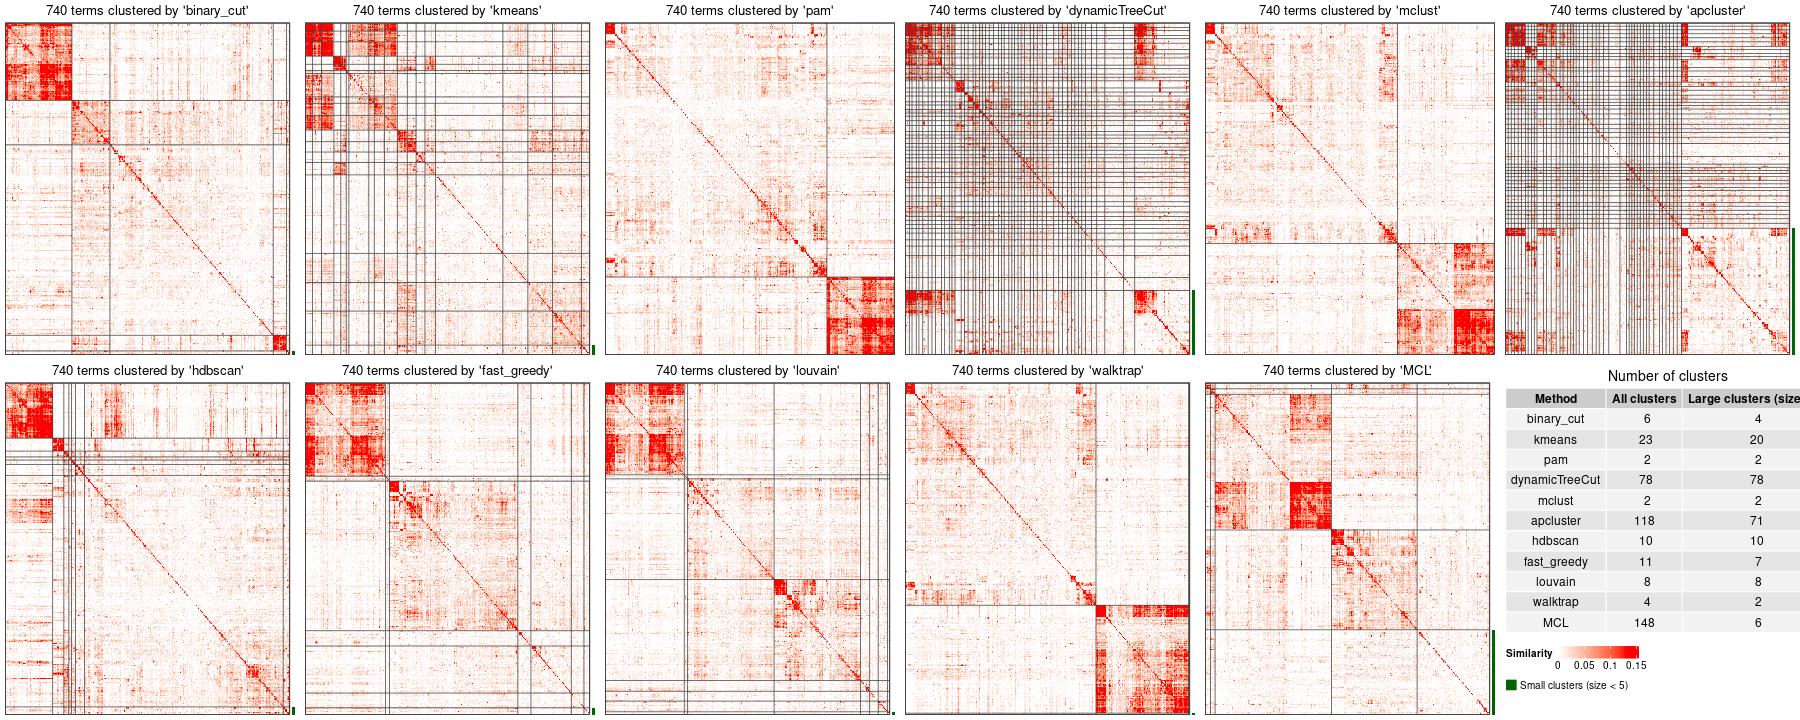 740 terms clustered by 'binary_cut'
740 terms clustered by 'kmeans'
740 terms clustered by 'pam'
740 terms clustered by 'dynamicTreeCut'
740 terms clustered by 'mclust'
740 terms clustered by 'apcluster'
740 terms clustered by 'hdbscan'
740 terms clustered by 'fast_greedy'
740 terms clustered by 'louvain'
740 terms clustered by 'walktrap'
740 terms clustered by 'MCL'
Number of clusters
Method All clusters Large clusters (size
binary_cut 6 4
kmeans 23 20
pam 2 2
dynamicTreeCut 78 78
mclust 2 2
apcluster 118 71
hdbscan 10 10
fast_greedy 11 7
louvain 8 8
walktrap 4 2
MCL 148 6
Similarity
0 0.05 0.1 0.15
Small clusters (size < 5)